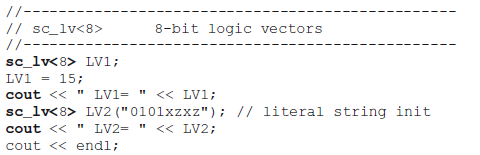 //------------------------------------------------
// sc_lv<8>      8-bit logic vectors
//------------------------------------------------
sc_lv<8> LV1;
LV1 = 15;
cout << " LV1= " << LV1;
sc_lv<8> LV2("0101xzxz"); // literal string init
cout << " LV2= " << LV2;
cout << endl;